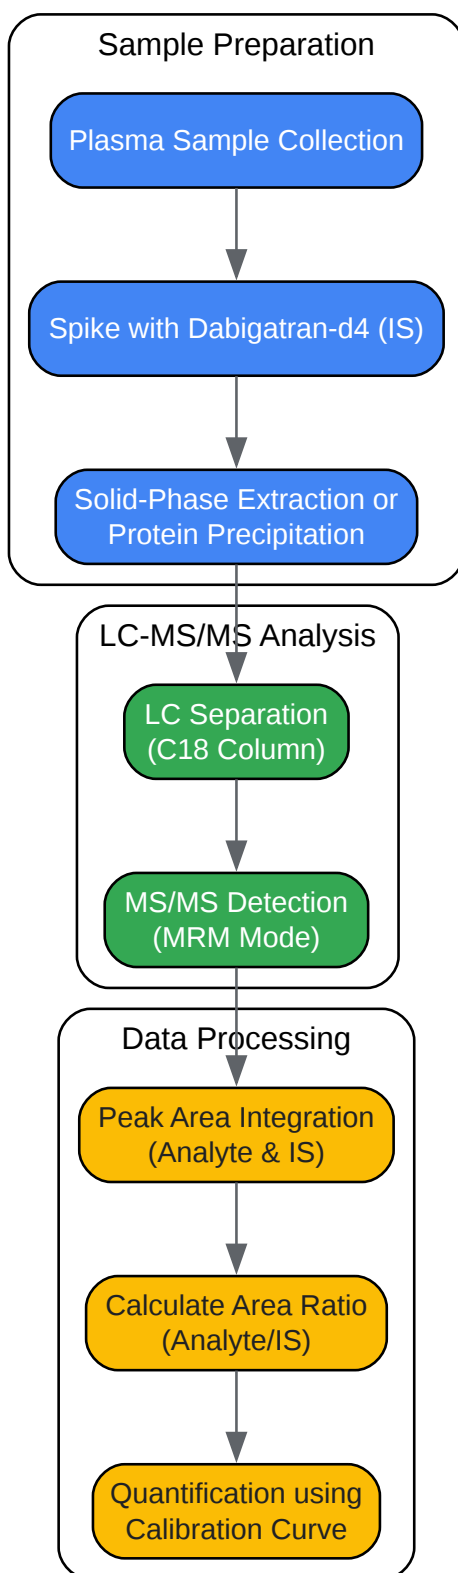 Sample Preparation
Plasma Sample Collection
Spike with Dabigatran-d4 (IS)
Solid-Phase Extraction or
Protein Precipitation
LC-MS/MS Analysis
LC Separation
(C18 Column)
MS/MS Detection
(MRM Mode)
Data Processing
Peak Area Integration
(Analyte & IS)
Calculate Area Ratio
(Analyte/IS)
Quantification using
Calibration Curve